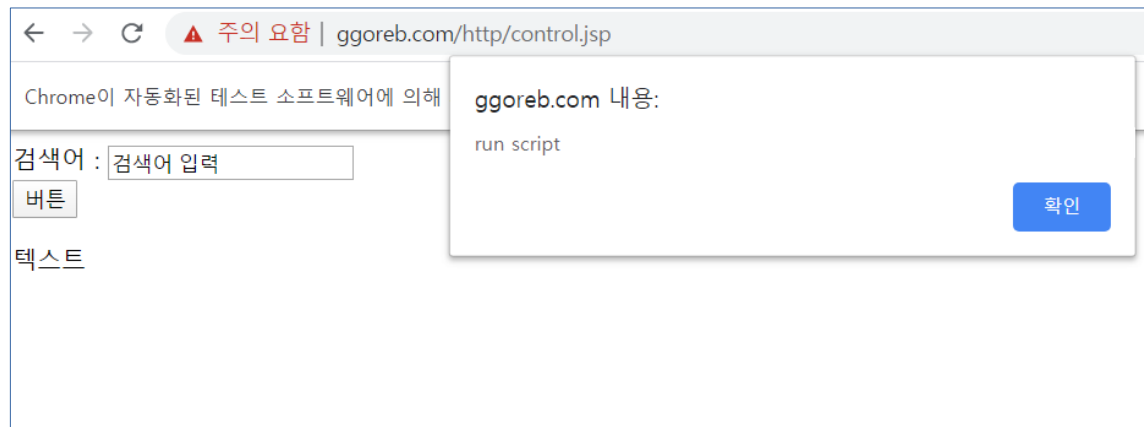 주의 요함 | ggoreb.com/http/control.jsp
Chrome이 자동화된 테스트 소프트웨어에 의해
ggoreb.com 내용:
run script
확인
검색어 : 검색어 입력
버튼
텍스트